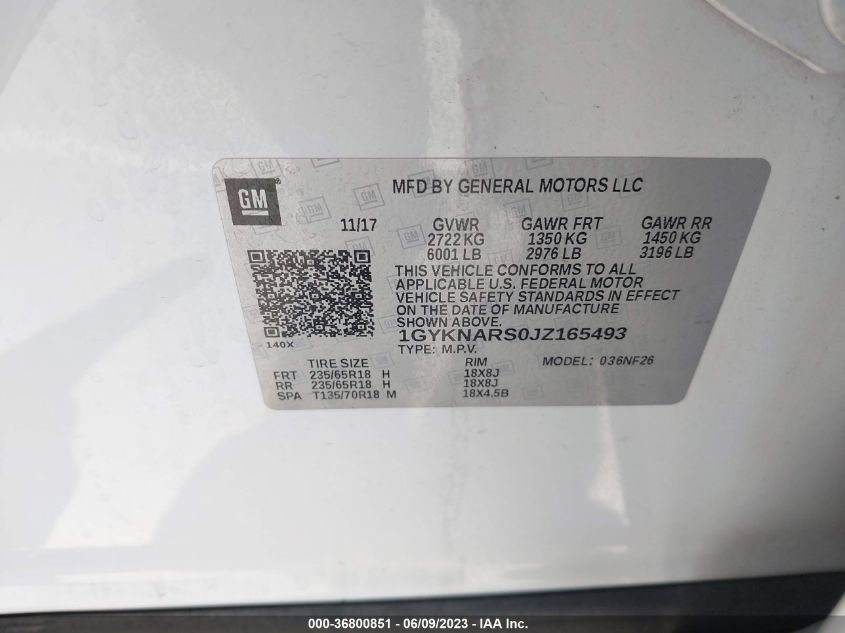 GM®
MFD BY GENERAL MOTORS LLC
11/17 GVWR GAWR FRT GAWR RR
2722 KG 1350 KG 1450 KG
6001 LB 2976 LB 3196 LB
THIS VEHICLE CONFORMS TO ALL
APPLICABLE U.S. FEDERAL MOTOR
VEHICLE SAFETY STANDARDS IN EFFECT
ON THE DATE OF MANUFACTURE
SHOWN ABOVE.
140X
1GYKNARS0JZ165493
TYPE: M.P.V. MODEL: 036NF26
TIRE SIZE RIM
FRT 235/65R18 H 18X8J
RR 235/65R18 H 18X8J
SPA T135/70R18 M 18X4.5B
000-36800851 - 06/09/2023 - IAA Inc.